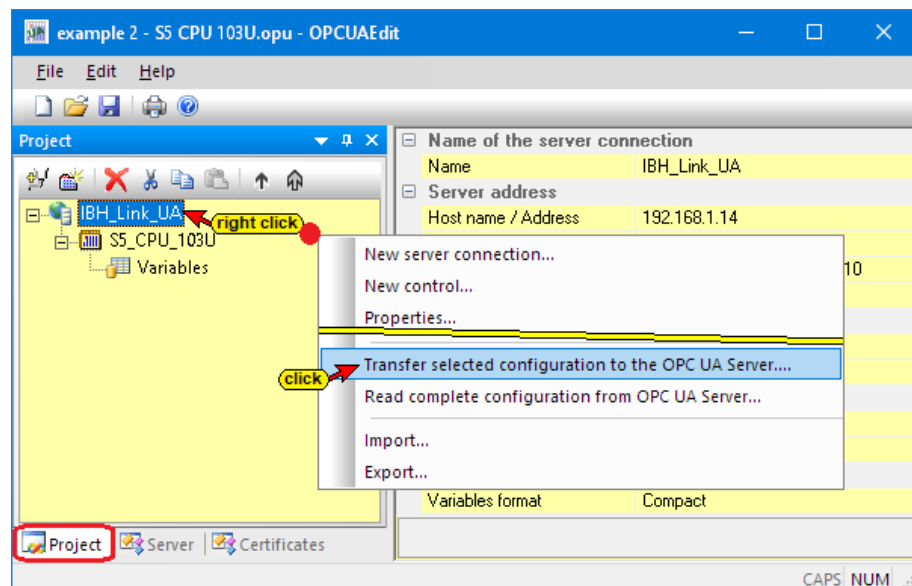 example 2 - S5 CPU 103U.opu - OPCUAEdit
File Edit Help
Project
Name of the server connection
Name IBH_Link_UA
Server address
Host name / Address 192.168.1.14
IBH_Link_UA
right click
S5_CPU_103U
Variables
10
New server connection...
New control...
Properties...
Transfer selected configuration to the OPC UA Server....
click
Read complete configuration from OPC UA Server...
Import...
Export...
Variables format Compact
Project Server Certificates
CAPS NUM